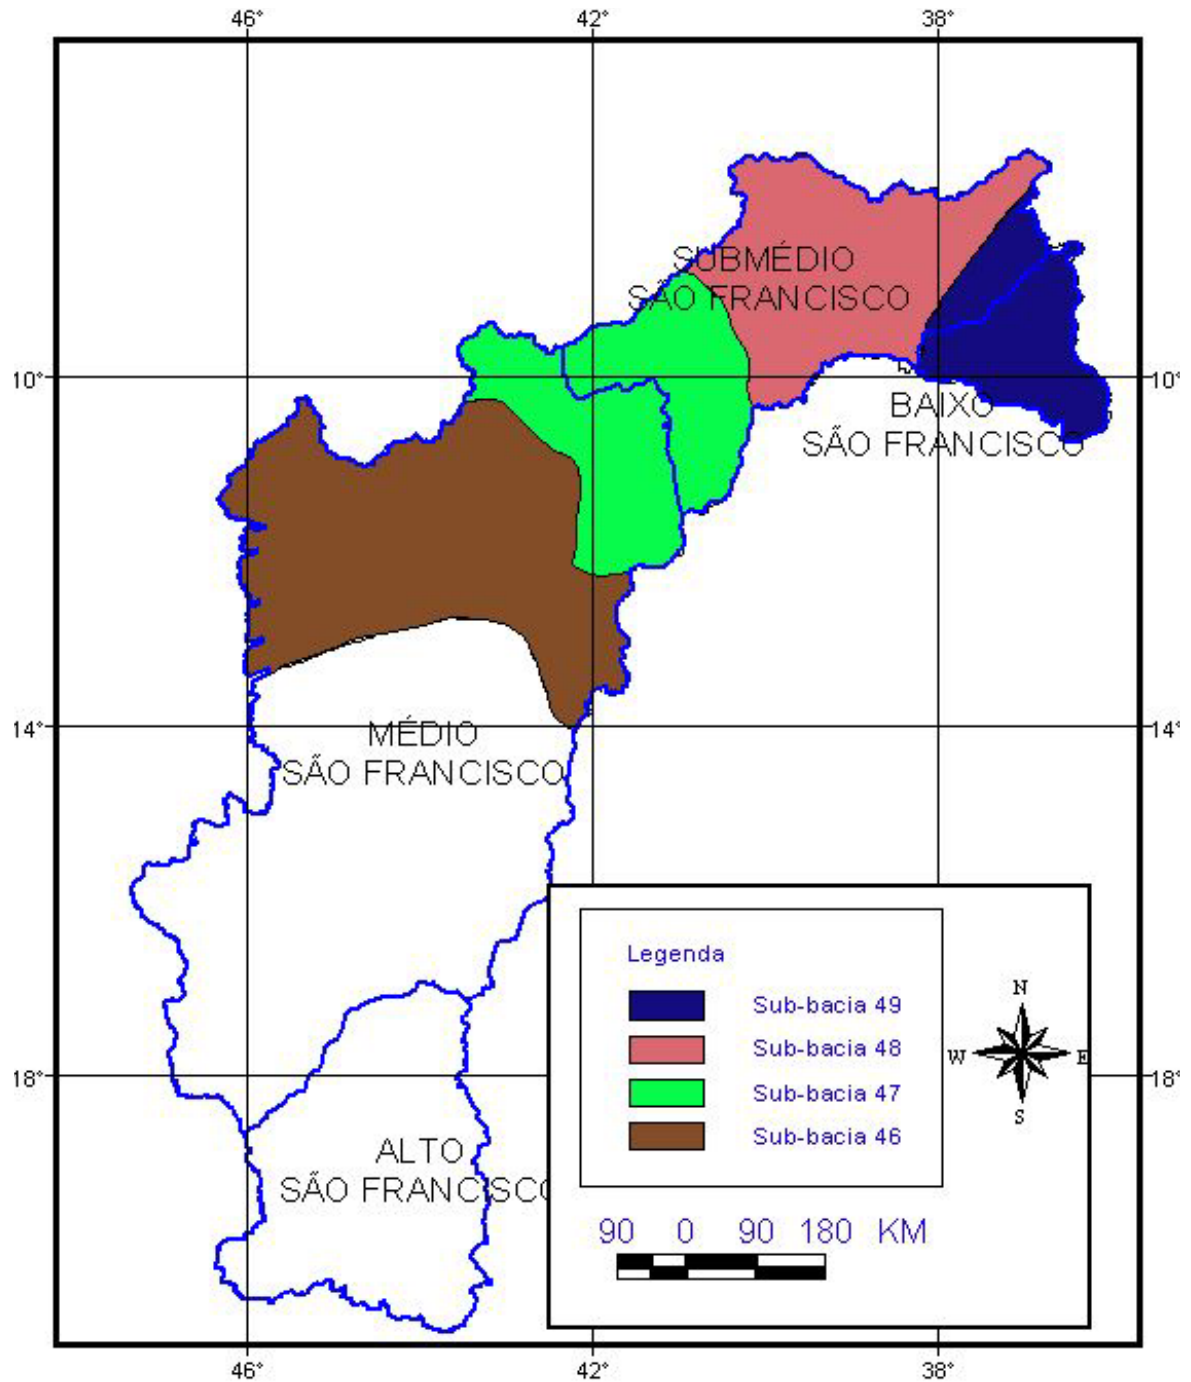 46°
42°
38°
SUBMÉDIO
SÃO FRANCISCO
10°
10°
BAIXO
SÃO FRANCISCO
14°
14°
MÉDIO
SÃO FRANCISCO
Legenda
Sub-bacia 49
Sub-bacia 48
Sub-bacia 47
Sub-bacia 46
N
W
E
S
18°
18°
ALTO
SÃO FRANCISCO
90 0 90 180 KM
46°
42°
38°